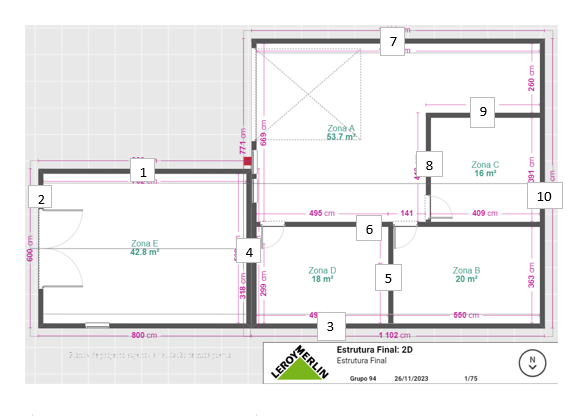 7
260 cm
9
771 cm
669 cm
Zona A
53.7 m²
8
Zona C
16 m²
391 cm
1
2
10
495 cm
141
409 cm
6
600 cm
Zona E
42.8 m²
4
318 cm
299 cm
Zona D
18 m²
5
Zona B
20 m²
363 cm
550 cm
3
800 cm
1 102 cm
LEROY MERLIN
Estrutura Final: 2D
Estrutura Final
Grupo 94 26/11/2023 1/75
N